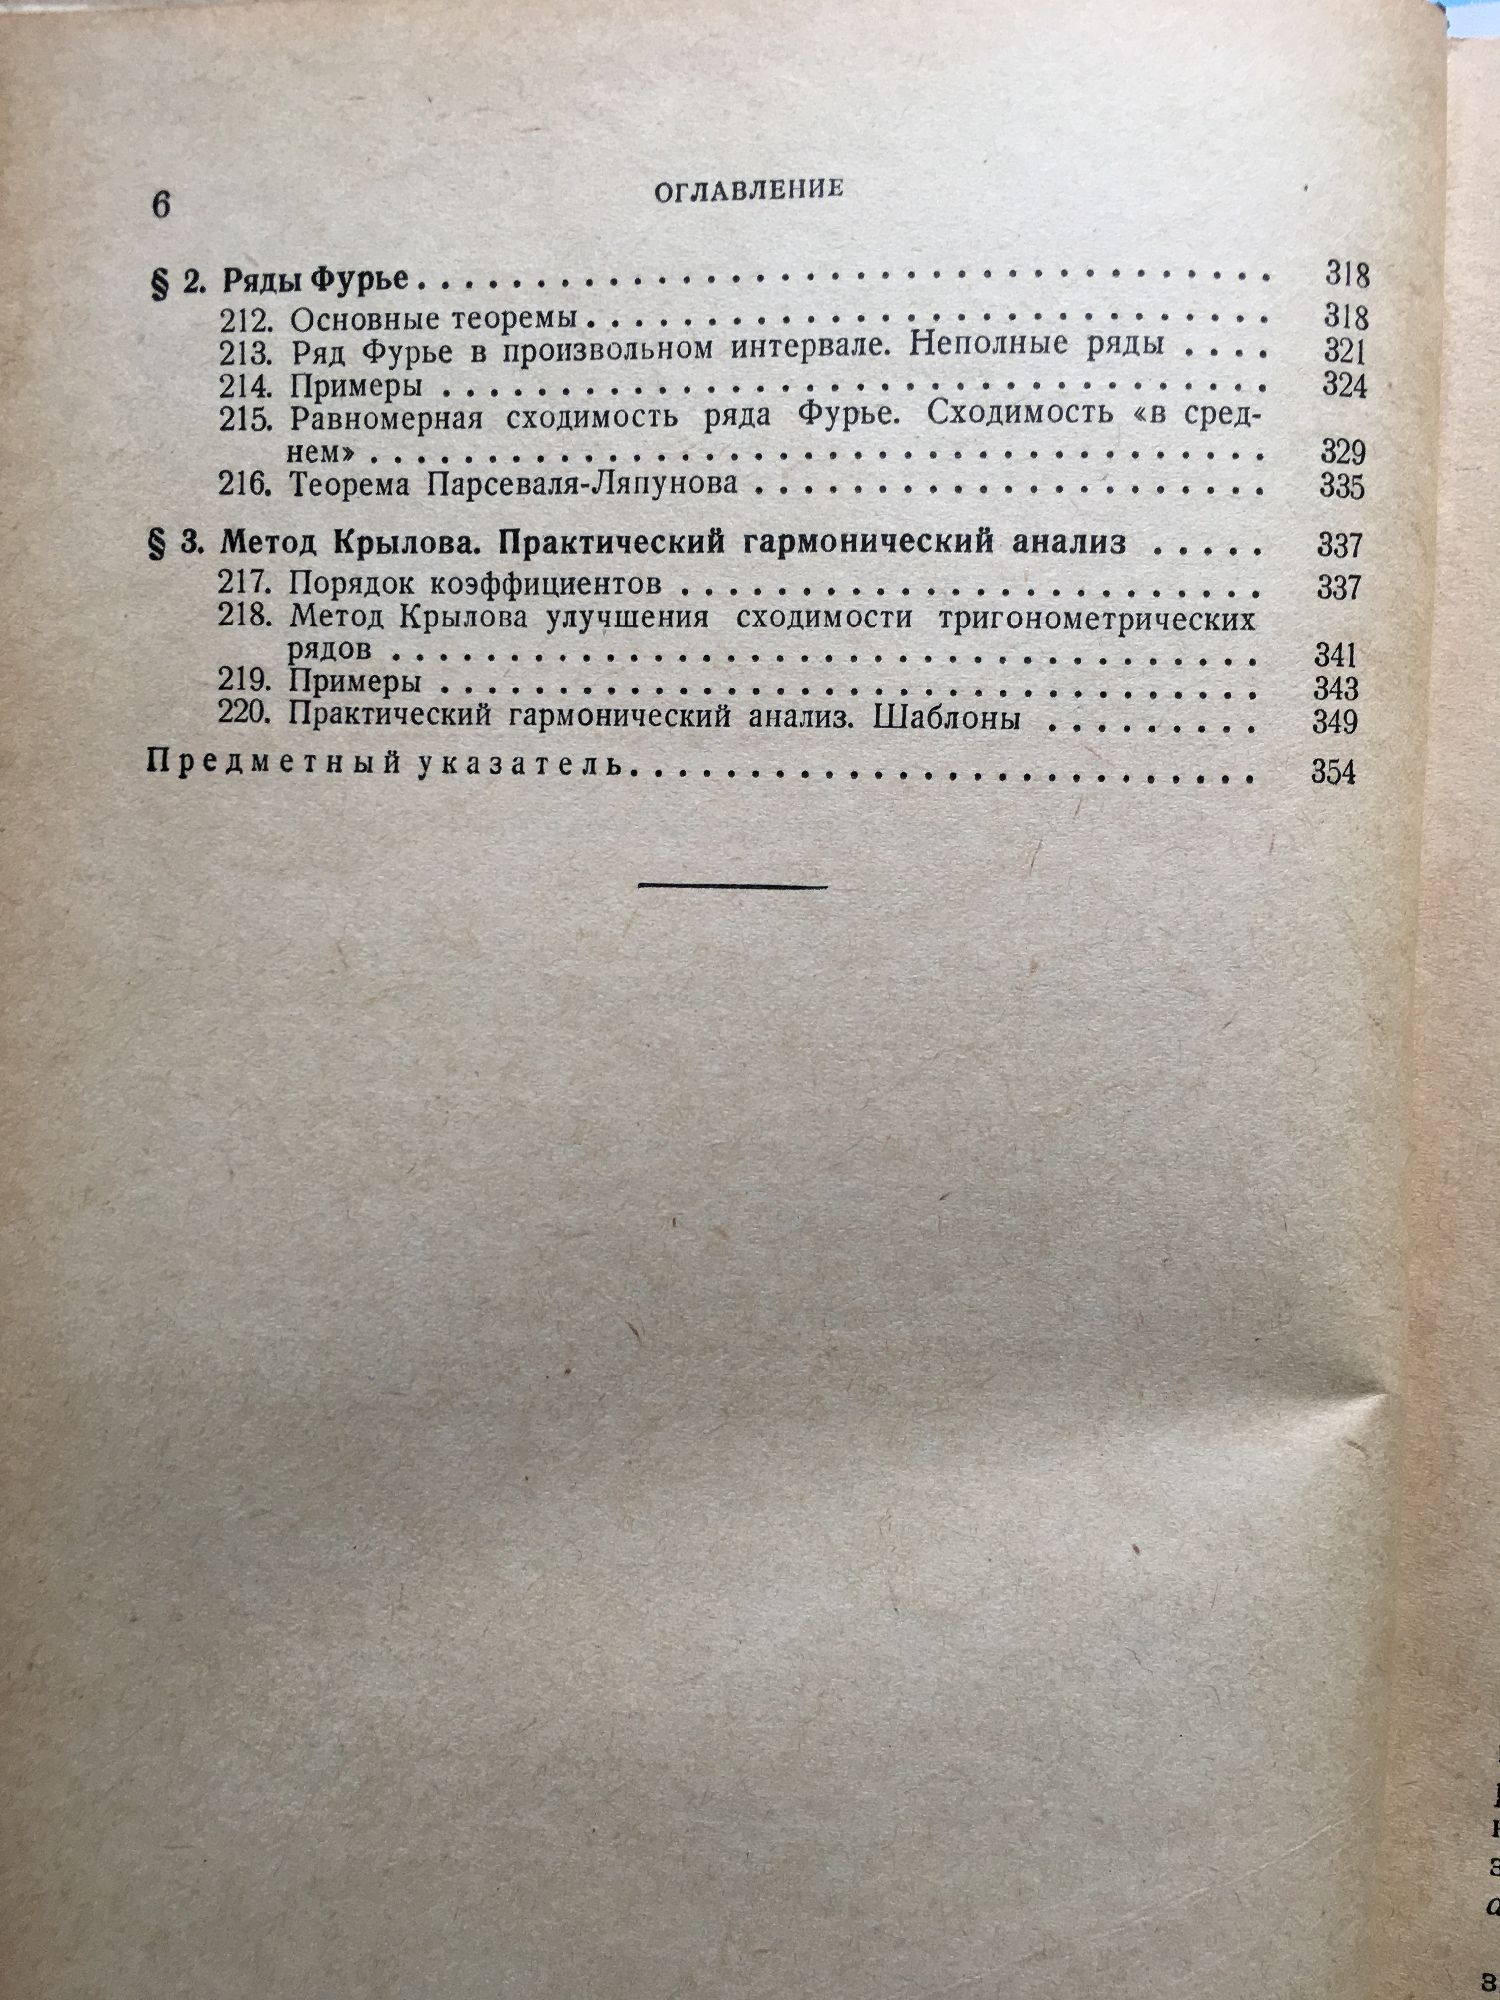 6
ОГЛАВЛЕНИЕ
§ 2. Ряды Фурье . . . . . . . . . . . . . . . . . . . . . . . . . . . . . . . . . . . 318
212. Основные теоремы . . . . . . . . . . . . . . . . . . . . . . . . . . . . . 318
213. Ряд Фурье в произвольном интервале. Неполные ряды . . . . 321
214. Примеры . . . . . . . . . . . . . . . . . . . . . . . . . . . . . . . . . . . 324
215. Равномерная сходимость ряда Фурье. Сходимость «в сред-
нем» . . . . . . . . . . . . . . . . . . . . . . . . . . . . . . . . . . . . . . 329
216. Теорема Парсеваля-Ляпунова . . . . . . . . . . . . . . . . . . . . . . 335
§ 3. Метод Крылова. Практический гармонический анализ . . . . . 337
217. Порядок коэффициентов . . . . . . . . . . . . . . . . . . . . . . . . . 337
218. Метод Крылова улучшения сходимости тригонометрических
рядов . . . . . . . . . . . . . . . . . . . . . . . . . . . . . . . . . . . . . 341
219. Примеры . . . . . . . . . . . . . . . . . . . . . . . . . . . . . . . . . . . 343
220. Практический гармонический анализ. Шаблоны . . . . . . . . . 349
Предметный указатель . . . . . . . . . . . . . . . . . . . . . . . . . . . 354